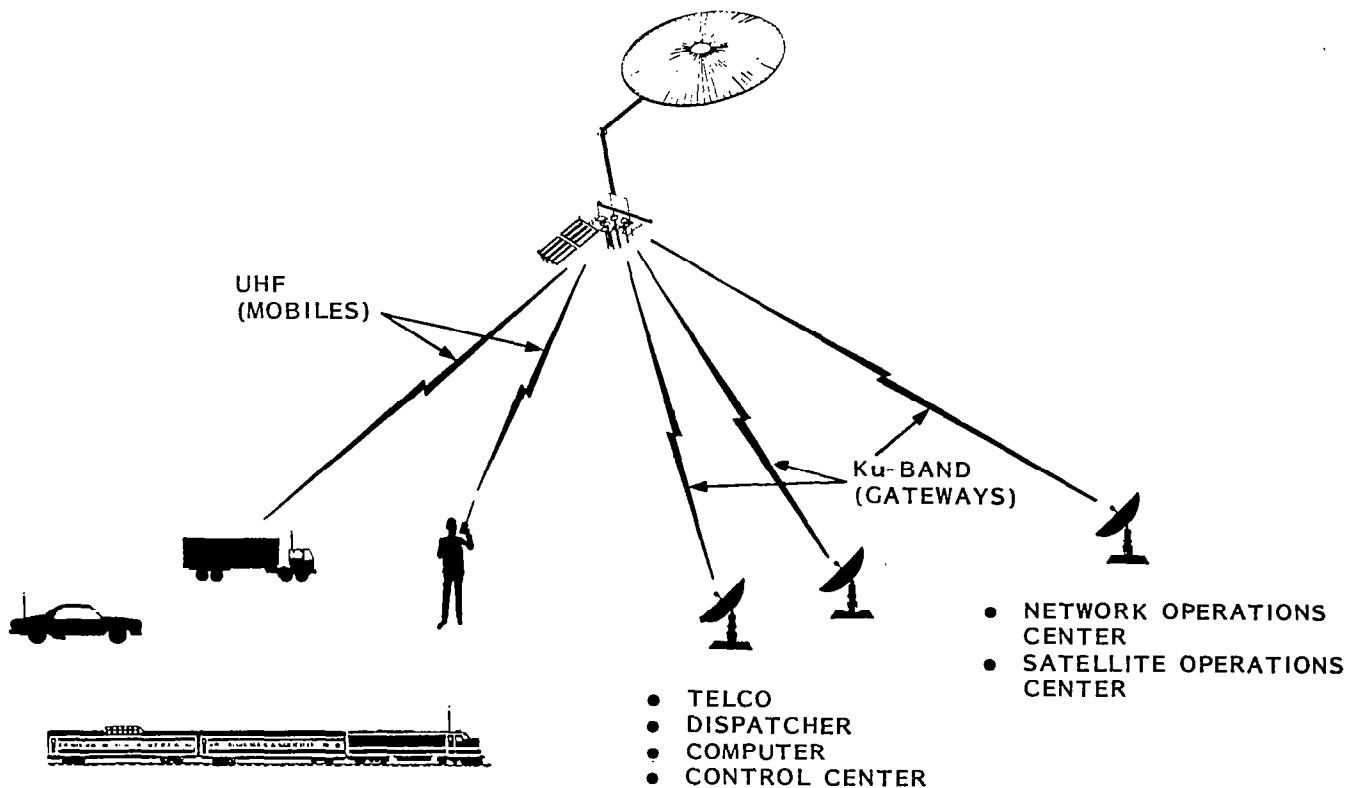 UHF
(MOBILES)
Ku-BAND
(GATEWAYS)
• NETWORK OPERATIONS
CENTER
• SATELLITE OPERATIONS
CENTER
• TELCO
• DISPATCHER
• COMPUTER
• CONTROL CENTER